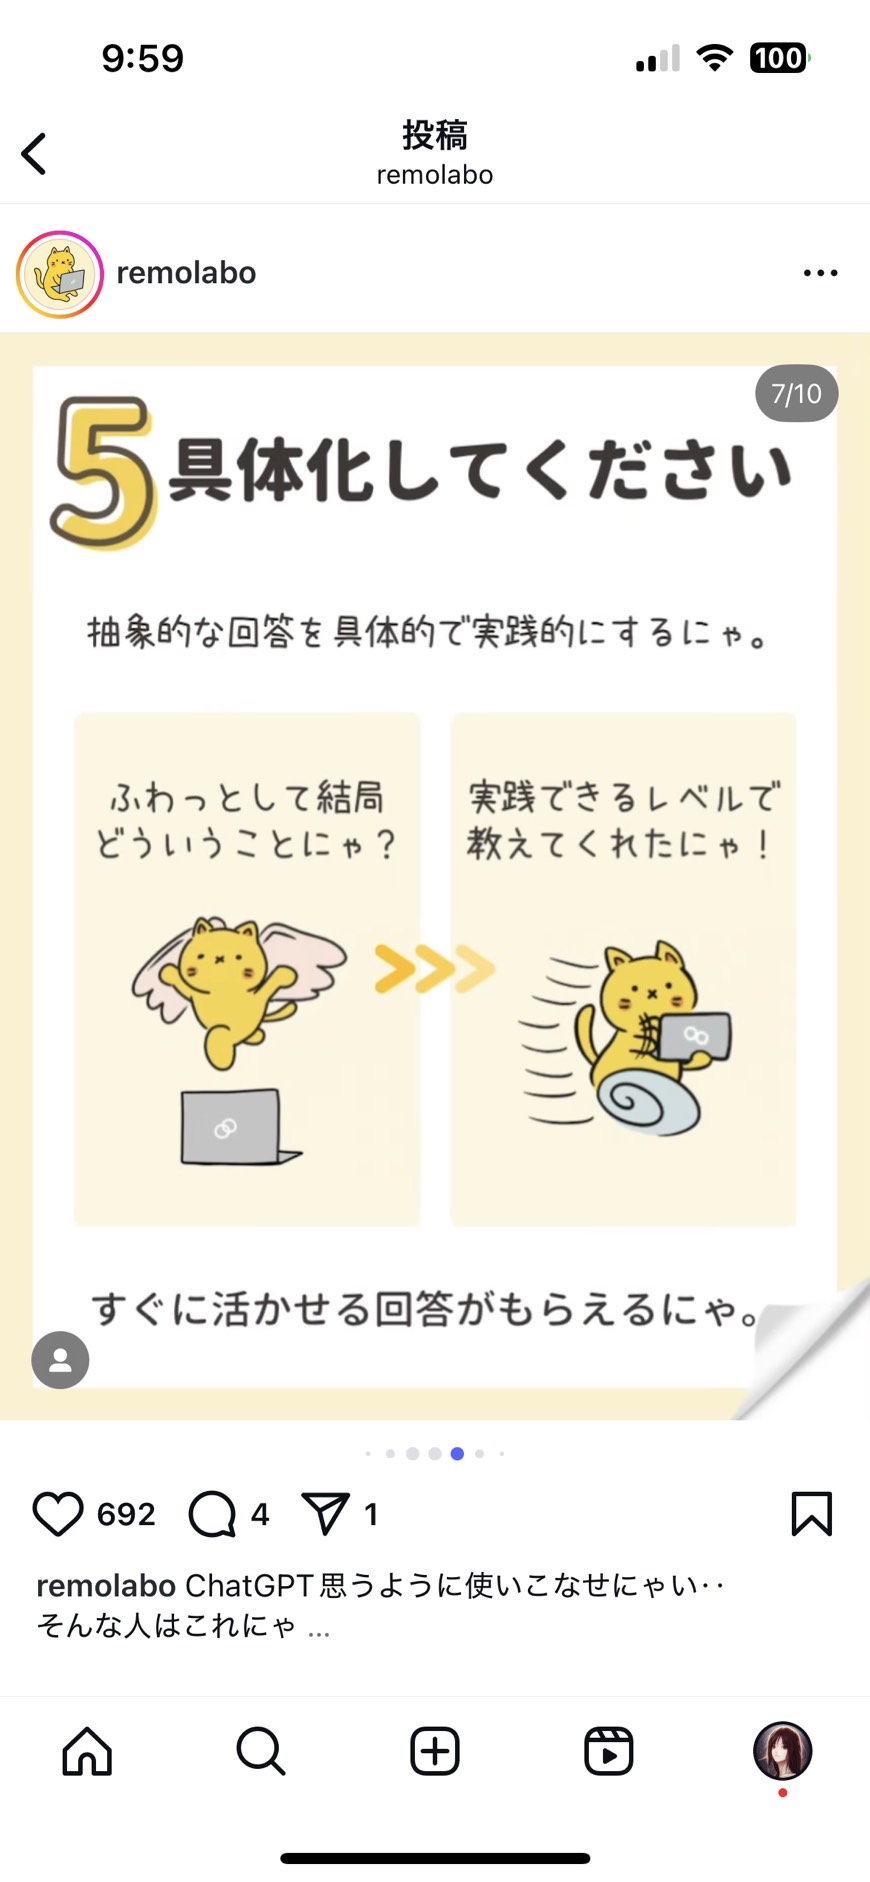 9:59
100
投稿
remolabo
remolabo
7/10
5 具体化してください
抽象的な回答を具体的で実践的にするにゃ。
ふわっとして結局
どういうことにゃ？
実践できるレベルで
教えてくれたにゃ！
すぐに活かせる回答がもらえるにゃ。
692 4 1
remolabo ChatGPT思うように使いこなせにゃい‥
そんな人はこれにゃ ...